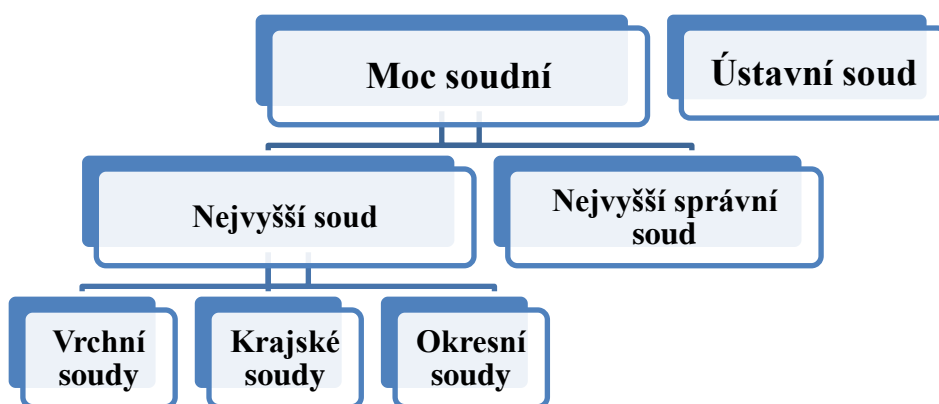 Moc soudní
Ústavní soud
Nejvyšší soud
Nejvyšší správní
soud
Vrchní
soudy
Krajské
soudy
Okresní
soudy